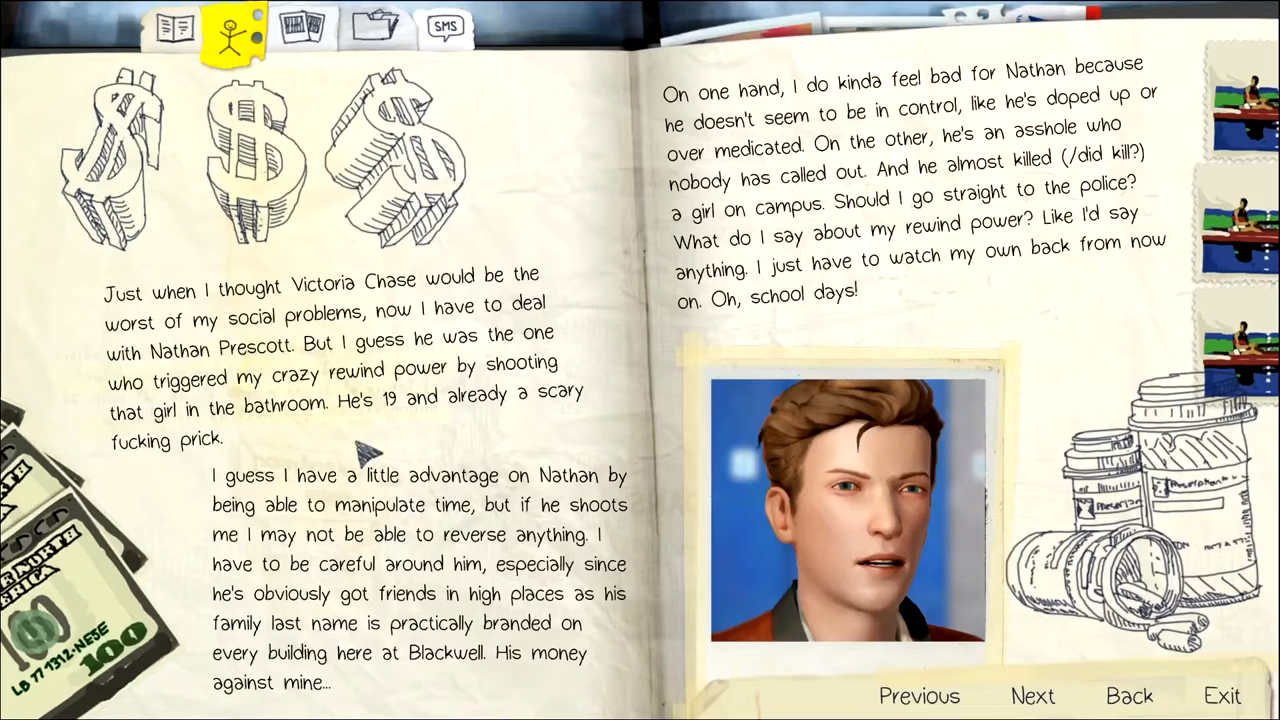 SMS
Just when I thought Victoria Chase would be the
worst of my social problems, now I have to deal
with Nathan Prescott. But I guess he was the one
who triggered my crazy rewind power by shooting
that girl in the bathroom. He's 19 and already a scary
fucking prick.
I guess I have a little advantage on Nathan by
being able to manipulate time, but if he shoots
me I may not be able to reverse anything. I
have to be careful around him, especially since
he's obviously got friends in high places as his
family last name is practically branded on
every building here at Blackwell. His money
against mine...
100
LB 77 1312-NESE
On one hand, I do kinda feel bad for Nathan because
he doesn't seem to be in control, like he's doped up or
over medicated. On the other, he's an asshole who
nobody has called out. And he almost killed (/did kill?)
a girl on campus. Should I go straight to the police?
What do I say about my rewind power? Like I'd say
anything. I just have to watch my own back from now
on. Oh, school days!
Previous Next Back Exit